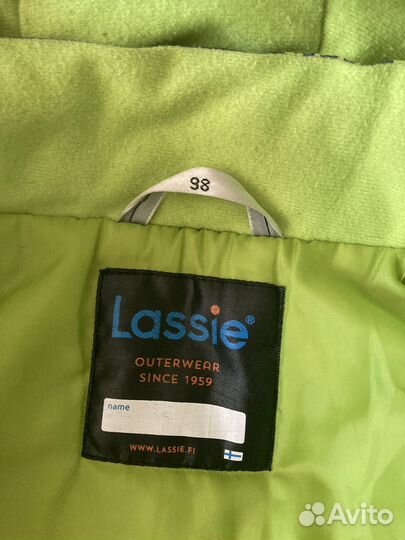 98
Lassie®
OUTERWEAR
SINCE 1959
name
WWW.LASSIE.FI
Avito